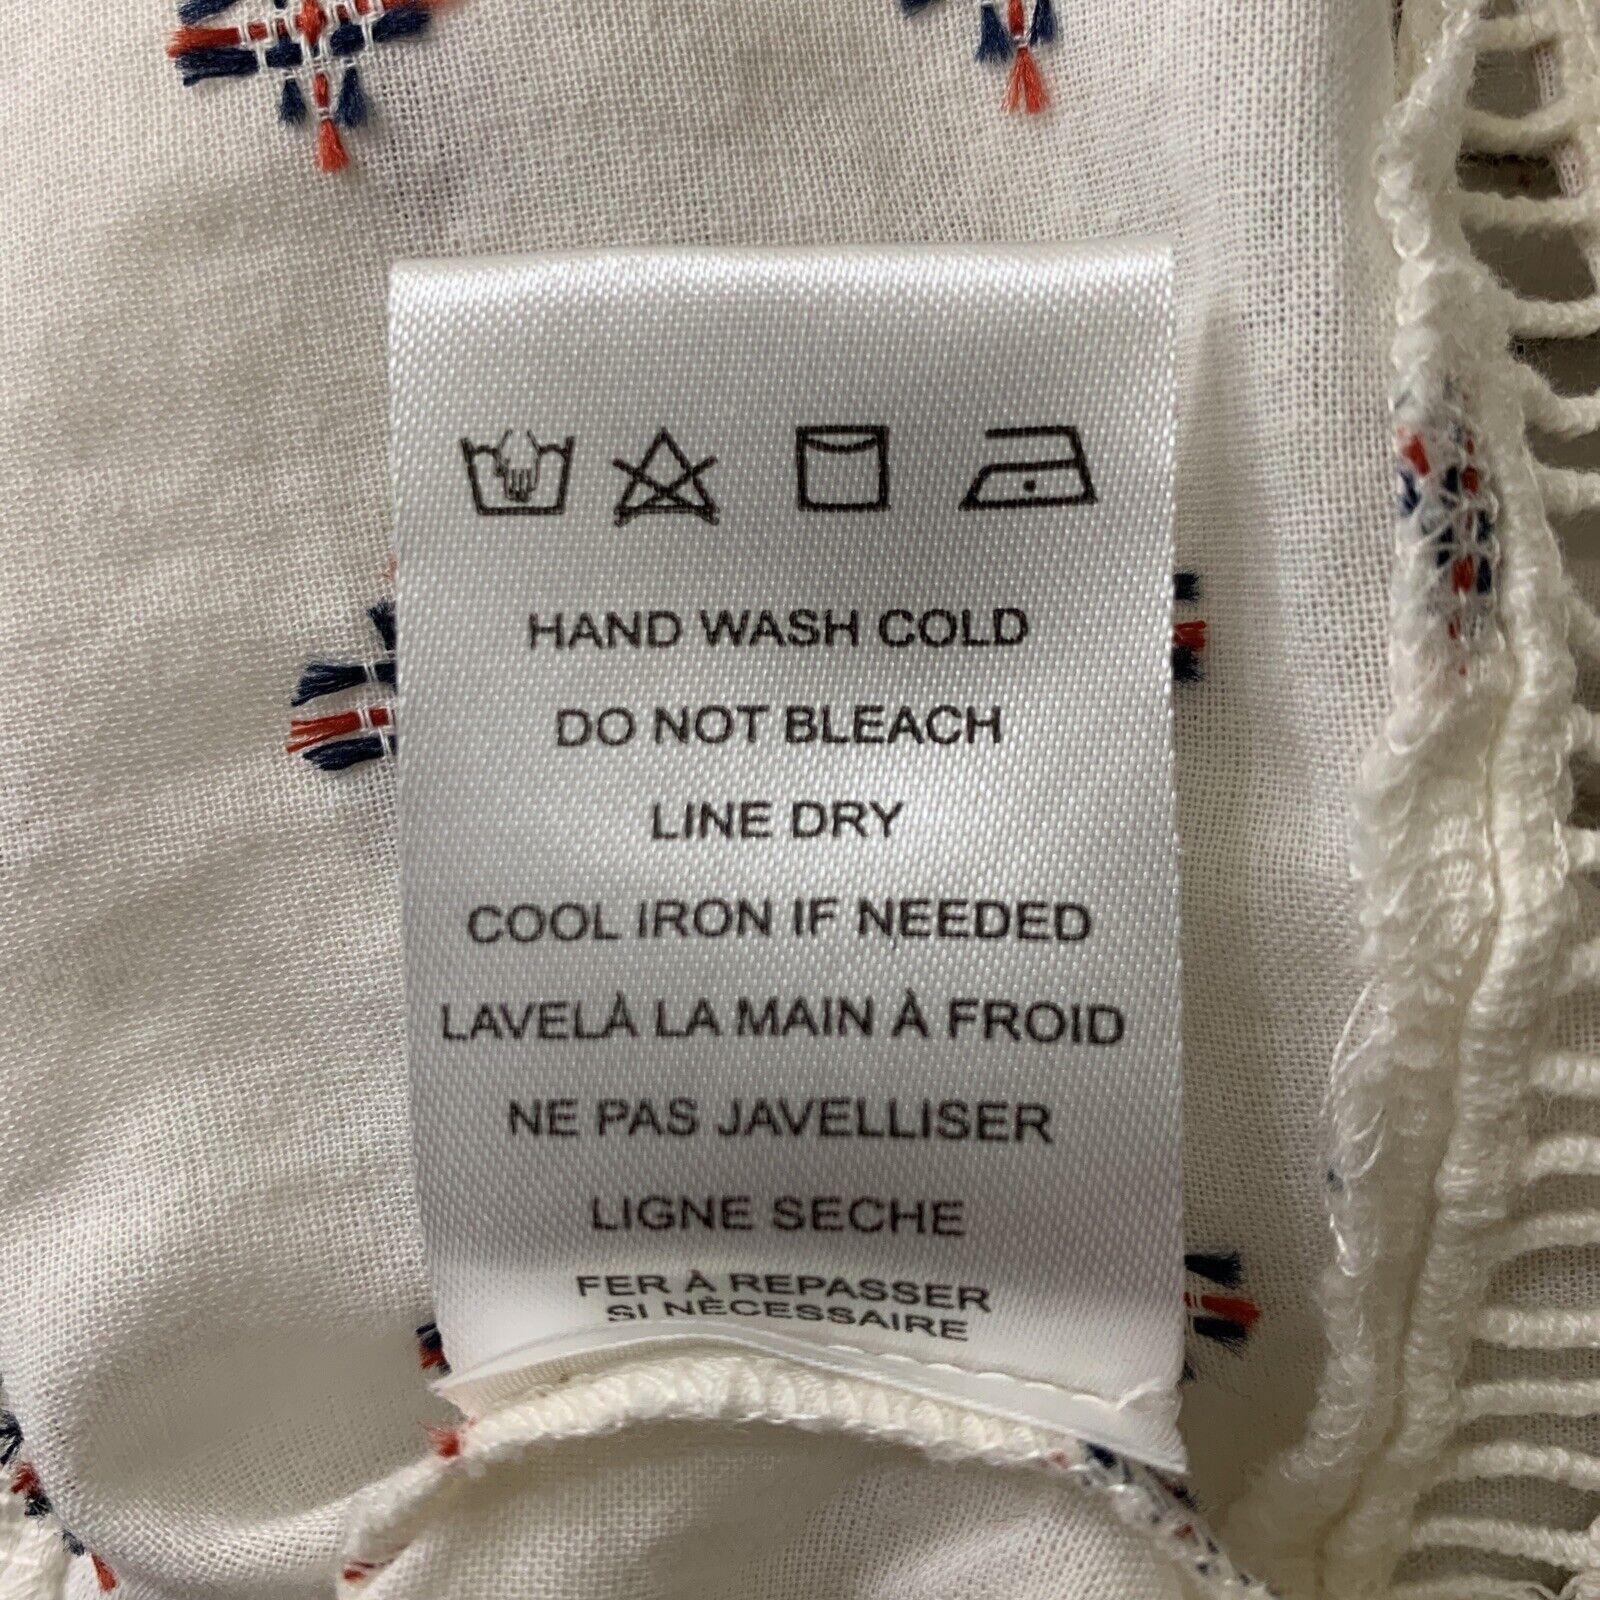 HAND WASH COLD
DO NOT BLEACH
LINE DRY
COOL IRON IF NEEDED
LAVELÀ LA MAIN À FROID
NE PAS JAVELLISER
LIGNE SECHE
FER À REPASSER
SI NÈCESSAIRE